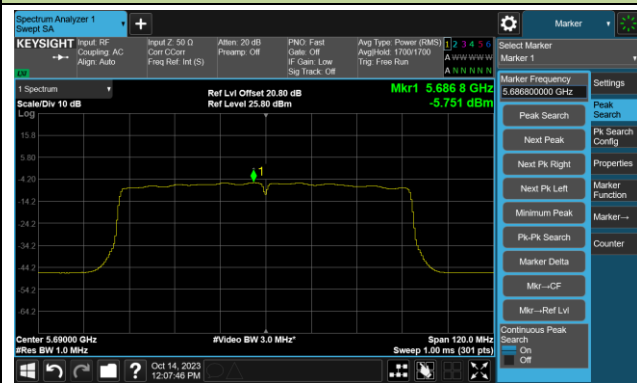 Spectrum Analyzer 1
Swept SA
Marker
KEYSIGHT
Input: RF
Coupling: AC
Align: Auto
Input Z: 50 Ω
Corr CCorr
Freq Ref: Int (S)
Atten: 20 dB
Preamp: Off
PNO: Fast
Gate: Off
IF Gain: Low
Sig Track: Off
Avg Type: Power (RMS)
Avg|Hold: 1700/1700
Trig: Free Run
1 2 3 4 5 6
A W W W W W
A N N N N N
Select Marker
Marker 1
1 Spectrum
Scale/Div 10 dB
Log
Ref Lvl Offset 20.80 dB
Ref Level 25.80 dBm
Mkr1 5.686 8 GHz
-5.751 dBm
15.8
5.80
-4.20
-14.2
-24.2
-34.2
-44.2
-54.2
-64.2
1
Center 5.69000 GHz
#Res BW 1.0 MHz
#Video BW 3.0 MHz*
Span 120.0 MHz
Sweep 1.00 ms (301 pts)
Marker Frequency
5.686800000 GHz
Peak Search
Next Peak
Next Pk Right
Next Pk Left
Minimum Peak
Pk-Pk Search
Marker Delta
Mkr→CF
Mkr→Ref Lvl
Continuous Peak
Search
On
Off
Settings
Peak
Search
Pk Search
Config
Properties
Marker
Function
Marker→
Counter
?
Oct 14, 2023
12:07:46 PM